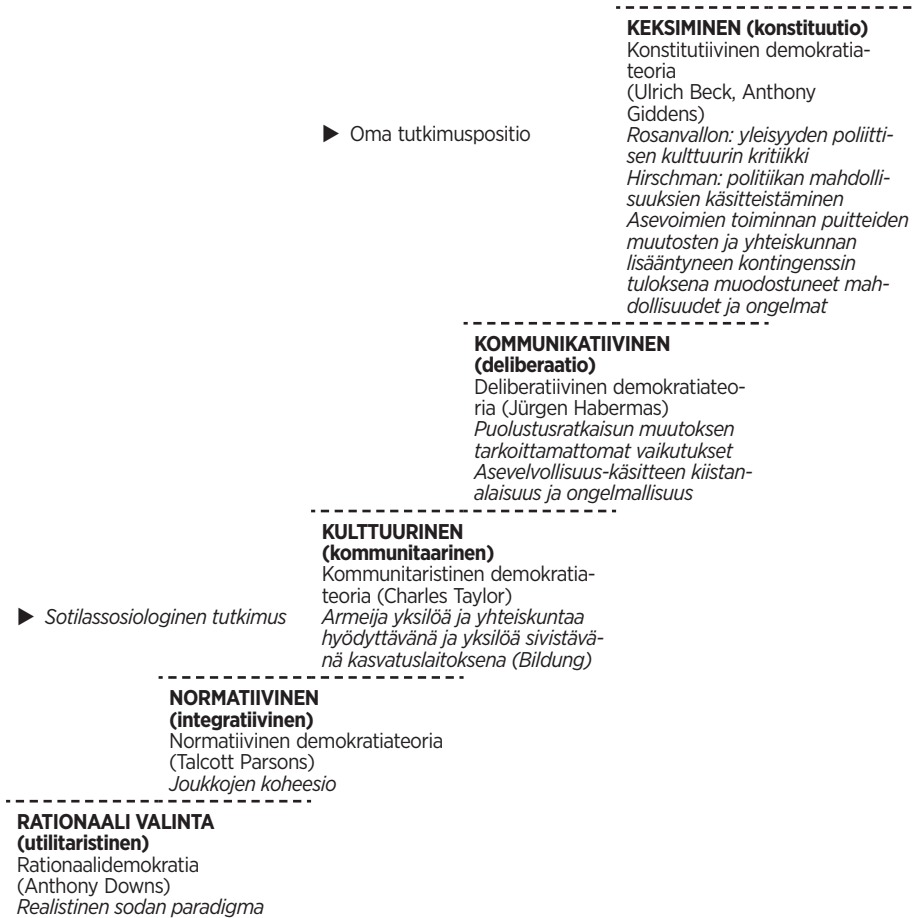 KEKSIMINEN (konstituutio)
Konstitutiivinen demokratia-
teoria
(Ulrich Beck, Anthony
Giddens)
▶ Oma tutkimuspositio
Rosanvallon: yleisyyden poliitti-
sen kulttuurin kritiikki
Hirschman: politiikan mahdolli-
suuksien käsitteistäminen
Asevoimien toiminnan puitteiden
muutosten ja yhteiskunnan
lisääntyneen kontingenssin
tuloksena muodostuneet mah-
dollisuudet ja ongelmat
KOMMUNIKATIIVINEN
(deliberaatio)
Deliberatiivinen demokratiateo-
ria (Jürgen Habermas)
Puolustusratkaisun muutoksen
tarkoittamattomat vaikutukset
Asevelvollisuus-käsitteen kiistan-
alaisuus ja ongelmallisuus
KULTTUURINEN
(kommunitaarinen)
Kommunitaristinen demokratia-
teoria (Charles Taylor)
▶ Sotilassosiologinen tutkimus
Armeija yksilöä ja yhteiskuntaa
hyödyttävänä ja yksilöä sivistävä-
nä kasvatuslaitoksena (Bildung)
NORMATIIVINEN
(integratiivinen)
Normatiivinen demokratiateoria
(Talcott Parsons)
Joukkojen koheesio
RATIONAALI VALINTA
(utilitaristinen)
Rationaalidemokratia
(Anthony Downs)
Realistinen sodan paradigma